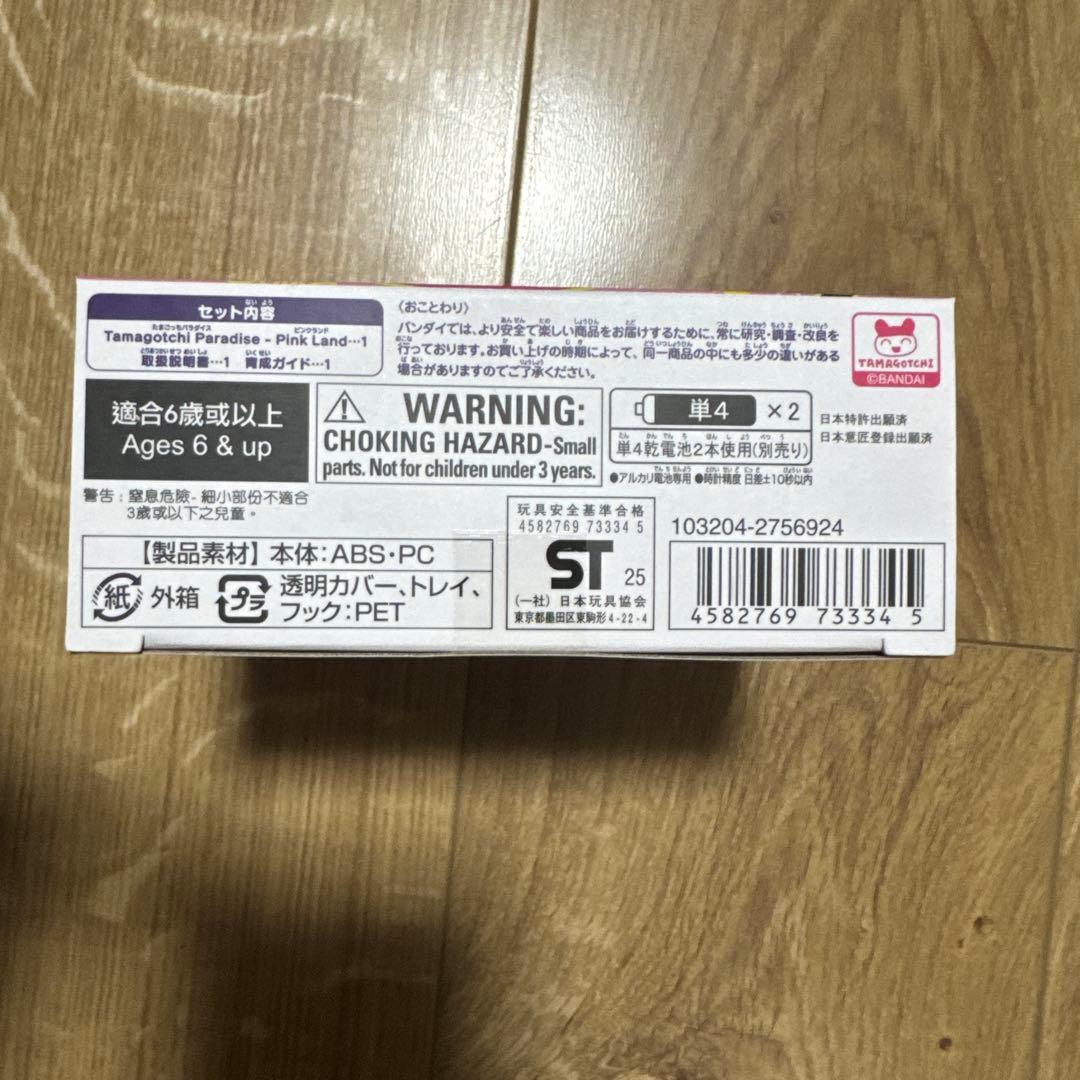 セット内容
Tamagotchi Paradise - Pink Land…1
取扱説明書…1 育成ガイド…1
〈おことわり〉
バンダイでは、より安全で楽しい商品をお届けするために、常に研究・調査・改良を
行っております。お買い上げの時期によって、同一商品の中にも多少の違いがある
場合がありますのでご了承ください。
TAMAGOTCHI
©BANDAI
適合6歲或以上
Ages 6 & up
警告：窒息危險- 細小部份不適合
3歲或以下之兒童。
WARNING:
CHOKING HAZARD-Small
parts. Not for children under 3 years.
単4 ×2
単4乾電池2本使用(別売り)
●アルカリ電池専用 ●時計精度 日差±10秒以内
日本特許出願済
日本意匠登録出願済
【製品素材】本体：ABS・PC
紙 外箱 プラ 透明カバー、トレイ、
フック：PET
玩具安全基準合格
4582769 73334 5
ST 25
(一社) 日本玩具協会
東京都墨田区東駒形4-22-4
103204-2756924
4582769 73334 5